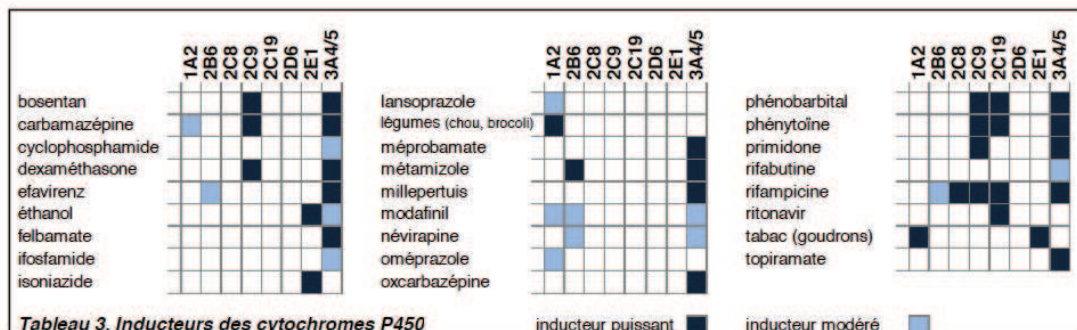 1A2 2B6 2C8 2C9 2C19 2D6 2E1 3A4/5
bosentan
carbamazépine
cyclophosphamide
dexaméthasone
efavirenz
éthanol
felbamate
ifosfamide
isoniazide
1A2 2B6 2C8 2C9 2C19 2D6 2E1 3A4/5
lansoprazole
légumes (chou, brocoli)
méprobamate
métamizole
millepertuis
modafinil
névirapine
oméprazole
oxcarbazépine
1A2 2B6 2C8 2C9 2C19 2D6 2E1 3A4/5
phénobarbital
phénytoïne
primidone
rifabutine
rifampicine
ritonavir
tabac (goudrons)
topiramate
Tableau 3. Inducteurs des cytochromes P450 inducteur puissant inducteur modéré